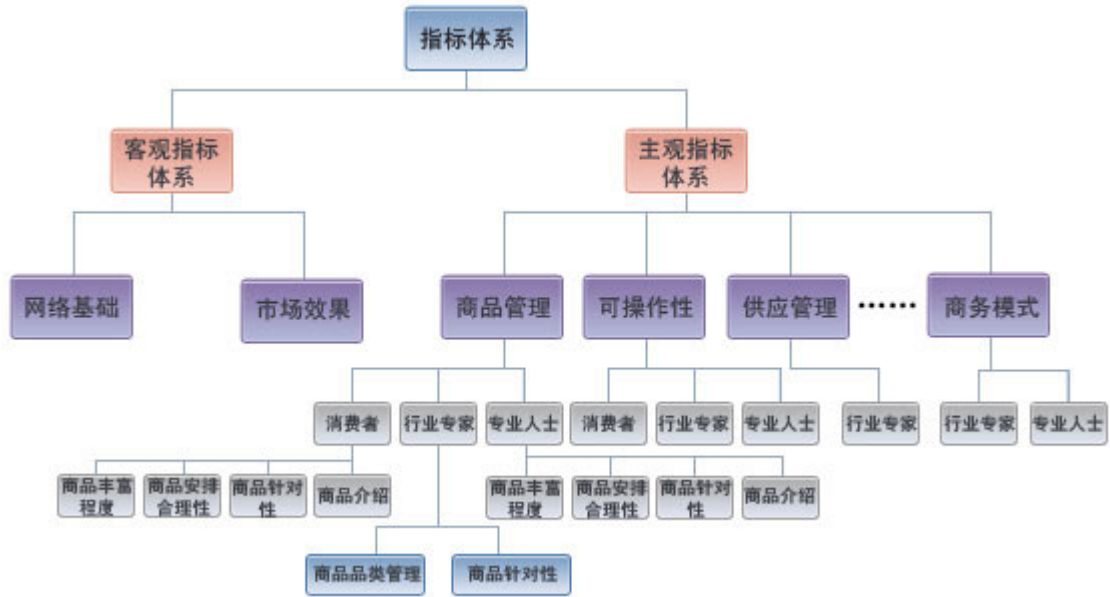 指标体系
客观指标
体系
主观指标
体系
网络基础
市场效果
商品管理
可操作性
供应管理
······
商务模式
消费者
行业专家
专业人士
消费者
行业专家
专业人士
行业专家
行业专家
专业人士
商品丰富
程度
商品安排
合理性
商品针对
性
商品介绍
商品丰富
程度
商品安排
合理性
商品针对
性
商品介绍
商品品类管理
商品针对性